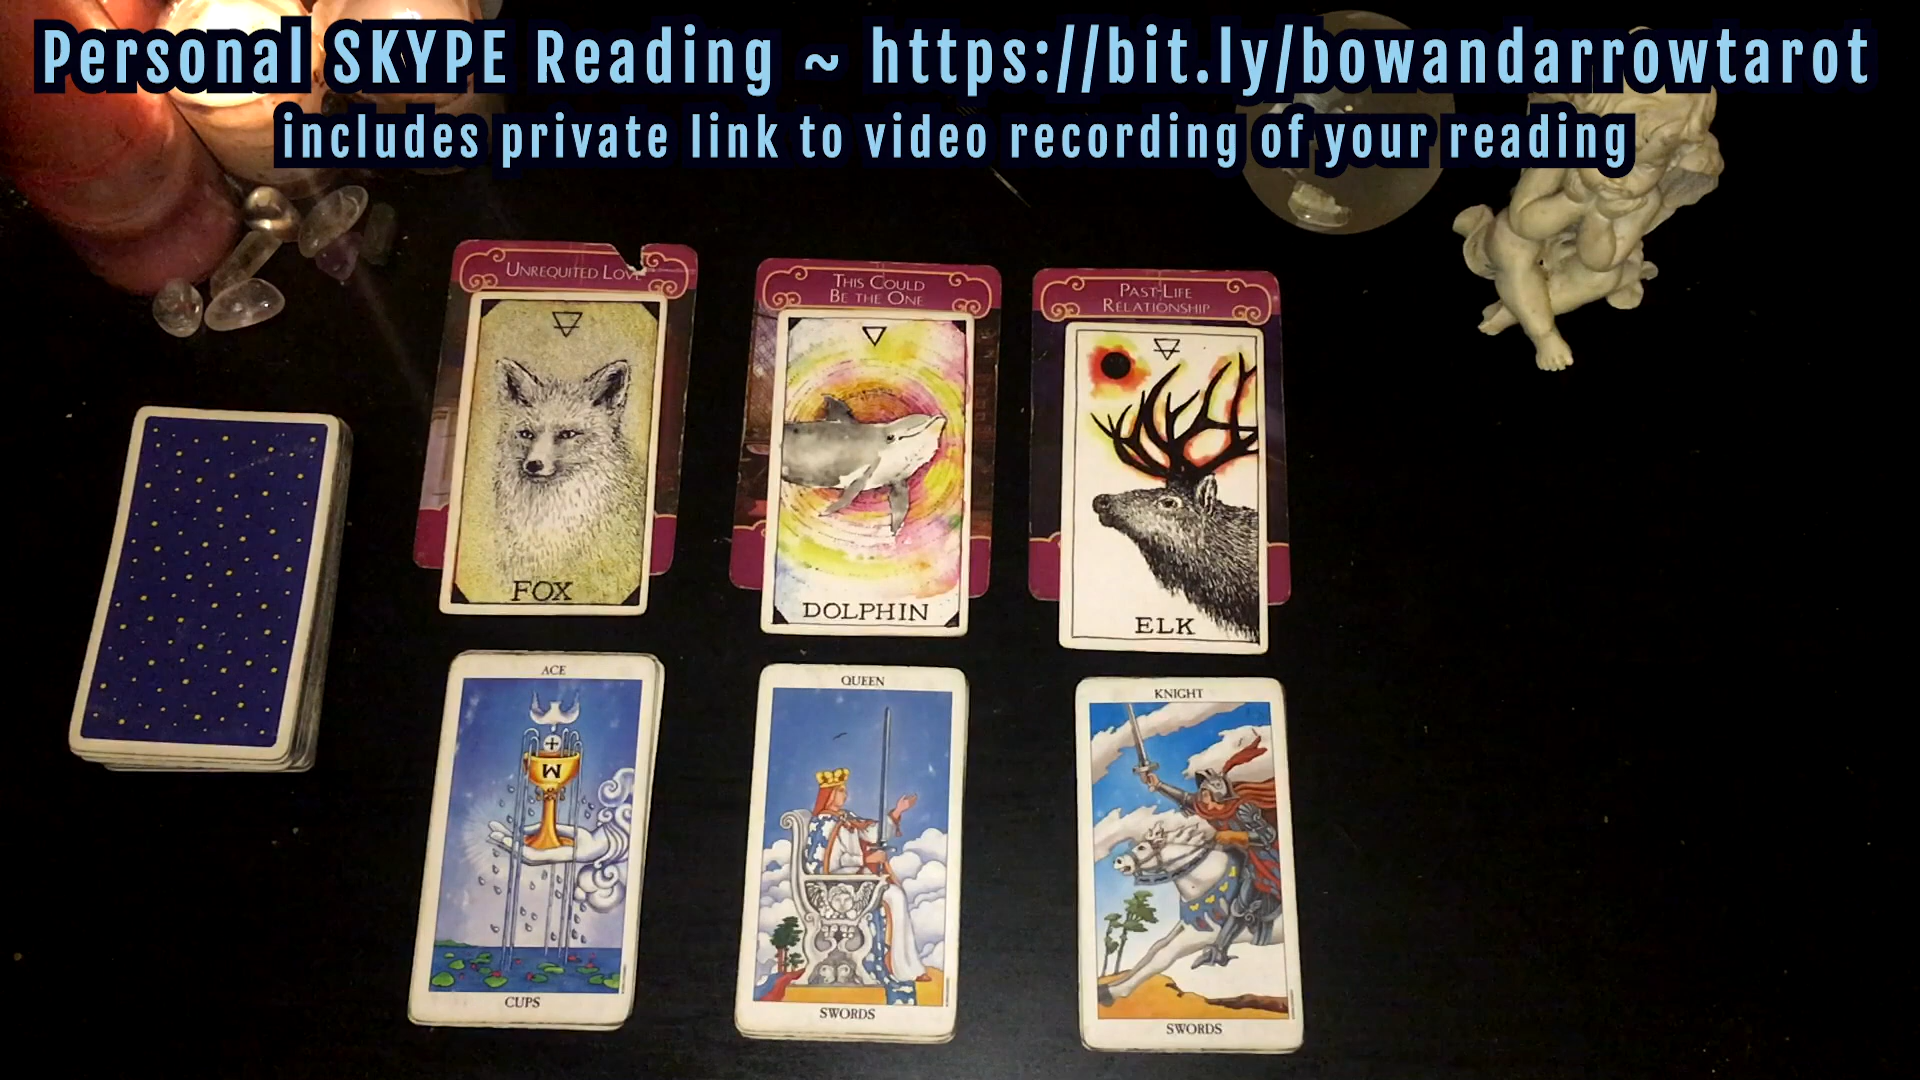 Personal SKYPE Reading ~ https://bit.ly/bowandarrowtarot
includes private link to video recording of your reading
UNREQUITED LOVE
THIS COULD
BE THE ONE
PAST-LIFE
RELATIONSHIP
FOX
DOLPHIN
ELK
ACE
W
CUPS
QUEEN
SWORDS
KNIGHT
SWORDS